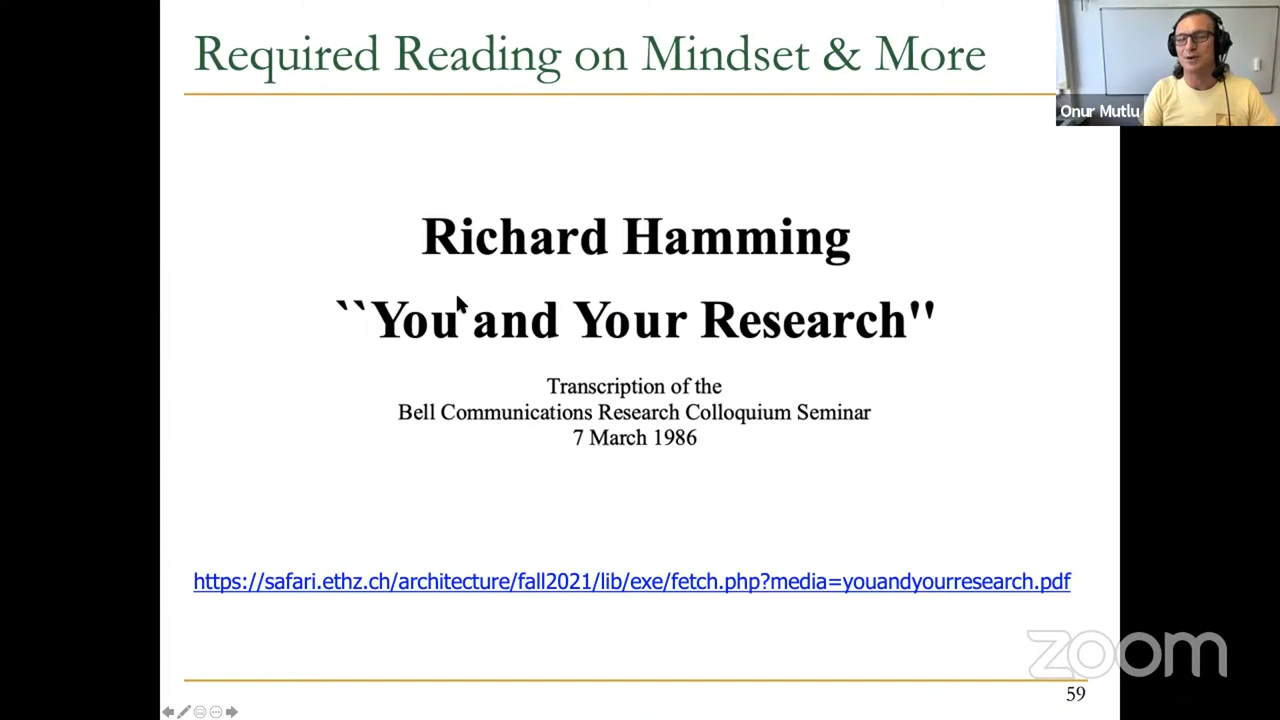 Required Reading on Mindset & More
Onur Mutlu
Richard Hamming
``You and Your Research''
Transcription of the
Bell Communications Research Colloquium Seminar
7 March 1986
https://safari.ethz.ch/architecture/fall2021/lib/exe/fetch.php?media=youandyourresearch.pdf
zoom
59